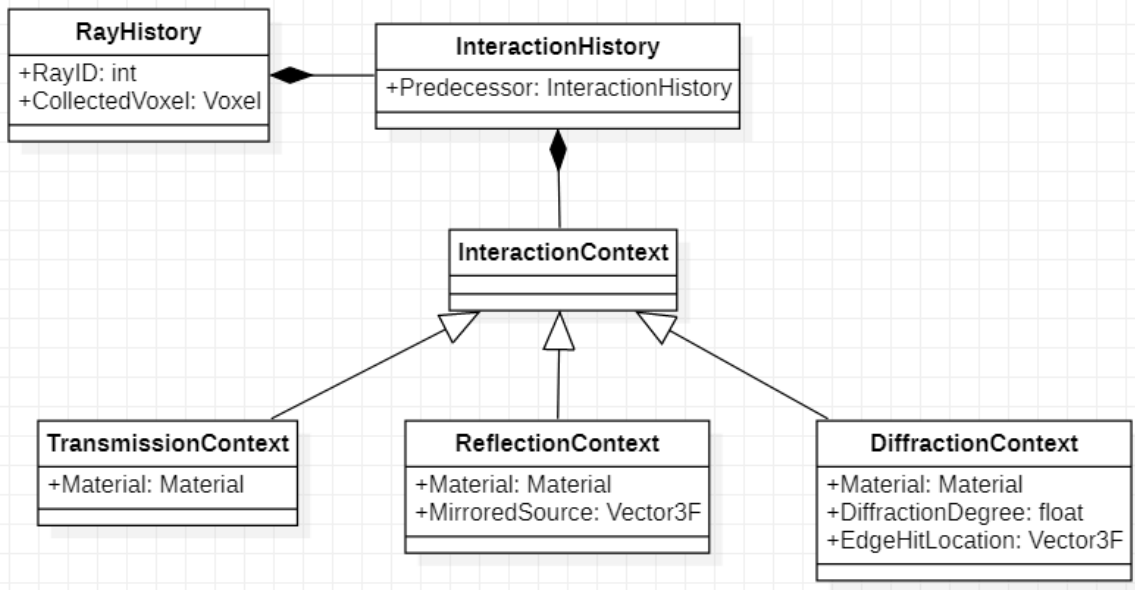 RayHistory
+RayID: int
+CollectedVoxel: Voxel
InteractionHistory
+Predecessor: InteractionHistory
InteractionContext
TransmissionContext
+Material: Material
ReflectionContext
+Material: Material
+MirroredSource: Vector3F
DiffractionContext
+Material: Material
+DiffractionDegree: float
+EdgeHitLocation: Vector3F